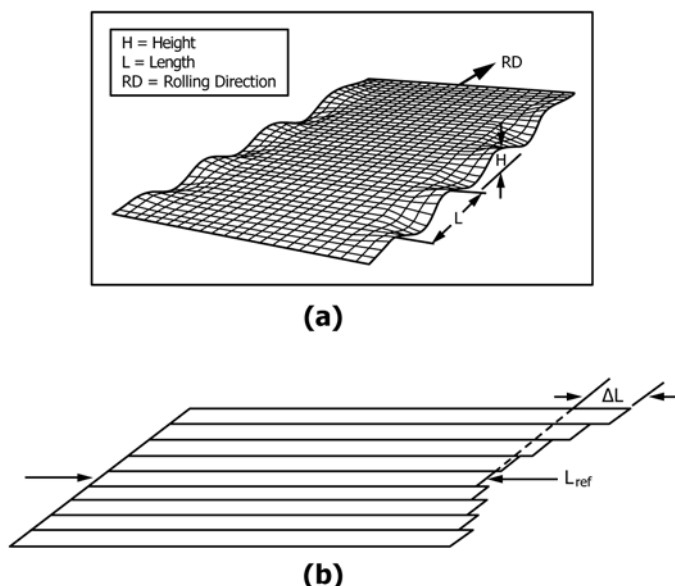 H = Height
L = Length
RD = Rolling Direction
RD
H
L
(a)
ΔL
L_ref
(b)